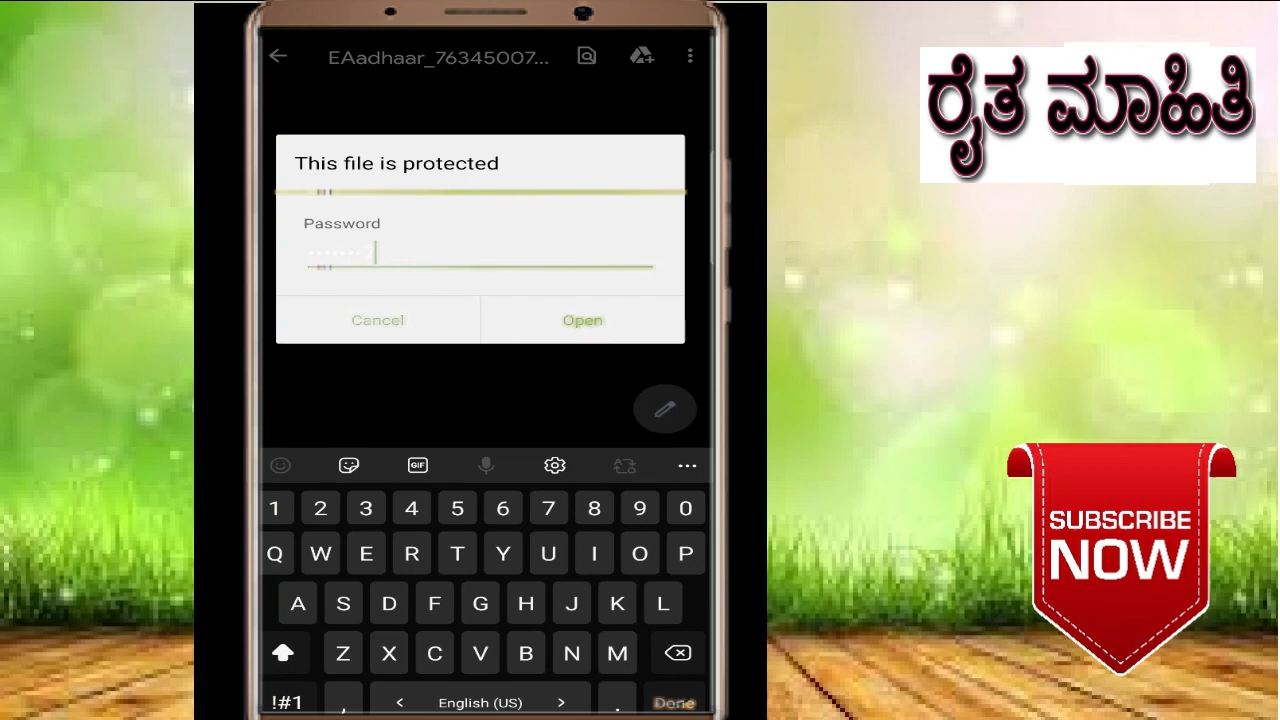 EAadhaar_76345007...
This file is protected
Password
Cancel
Open
ರೈತ ಮಾಹಿತಿ
SUBSCRIBE
NOW
GIF
1 2 3 4 5 6 7 8 9 0
Q W E R T Y U I O P
A S D F G H J K L
Z X C V B N M
!#1 , < English (US) > . Done